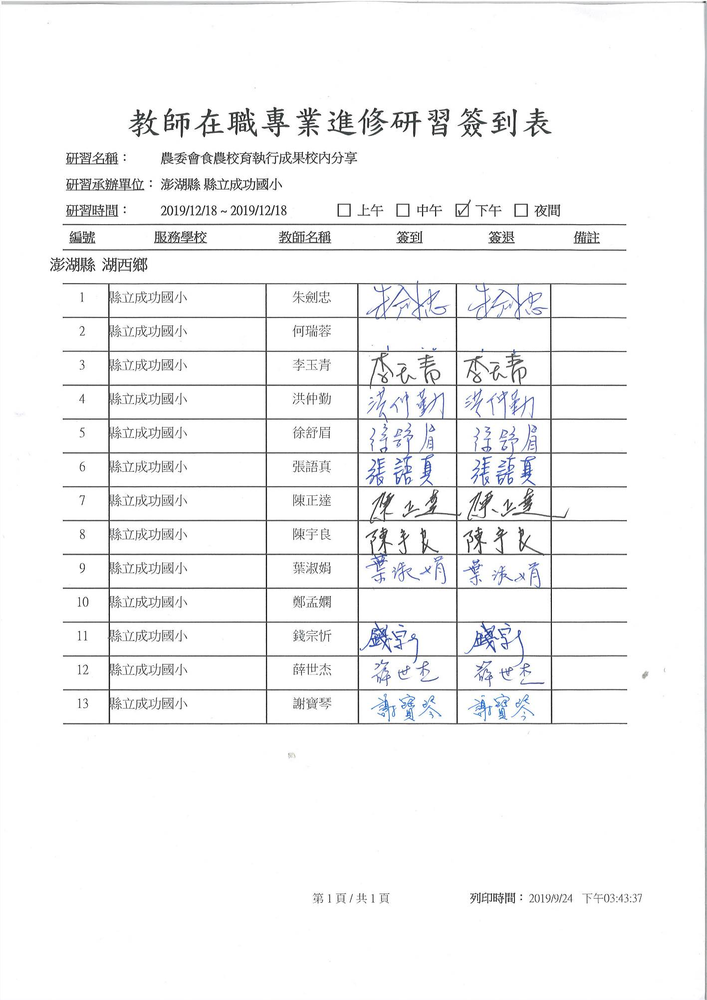 教師在職專業進修研習簽到表
研習名稱： 農委會食農校育執行成果校內分享
研習承辦單位： 澎湖縣 縣立成功國小
研習時間： 2019/12/18 ~ 2019/12/18 □ 上午 □ 中午 ☑ 下午 □ 夜間
編號 服務學校 教師名稱 簽到 簽退 備註
澎湖縣 湖西鄉
1 縣立成功國小 朱劍忠 朱劍忠 朱劍忠
2 縣立成功國小 何瑞蓉
3 縣立成功國小 李玉青 李玉青 李玉青
4 縣立成功國小 洪仲勤 洪仲勤 洪仲勤
5 縣立成功國小 徐舒眉 徐舒眉 徐舒眉
6 縣立成功國小 張語真 張語真 張語真
7 縣立成功國小 陳正達 陳正達 陳正達
8 縣立成功國小 陳宇良 陳宇良 陳宇良
9 縣立成功國小 葉淑娟 葉淑娟 葉淑娟
10 縣立成功國小 鄭孟嫻
11 縣立成功國小 錢宗忻 錢宗忻 錢宗忻
12 縣立成功國小 薛世杰 薛世杰 薛世杰
13 縣立成功國小 謝寶琴 謝寶琴 謝寶琴
第 1 頁 / 共 1 頁 列印時間： 2019/9/24 下午03:43:37